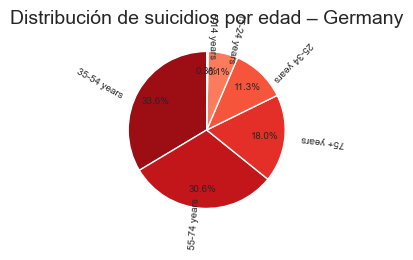 Distribución de suicidios por edad – Germany
years
-24 years
25-34 years
35-54 years
33.6%
11.3%
18.0%
75+ years
30.6%
55-74 years